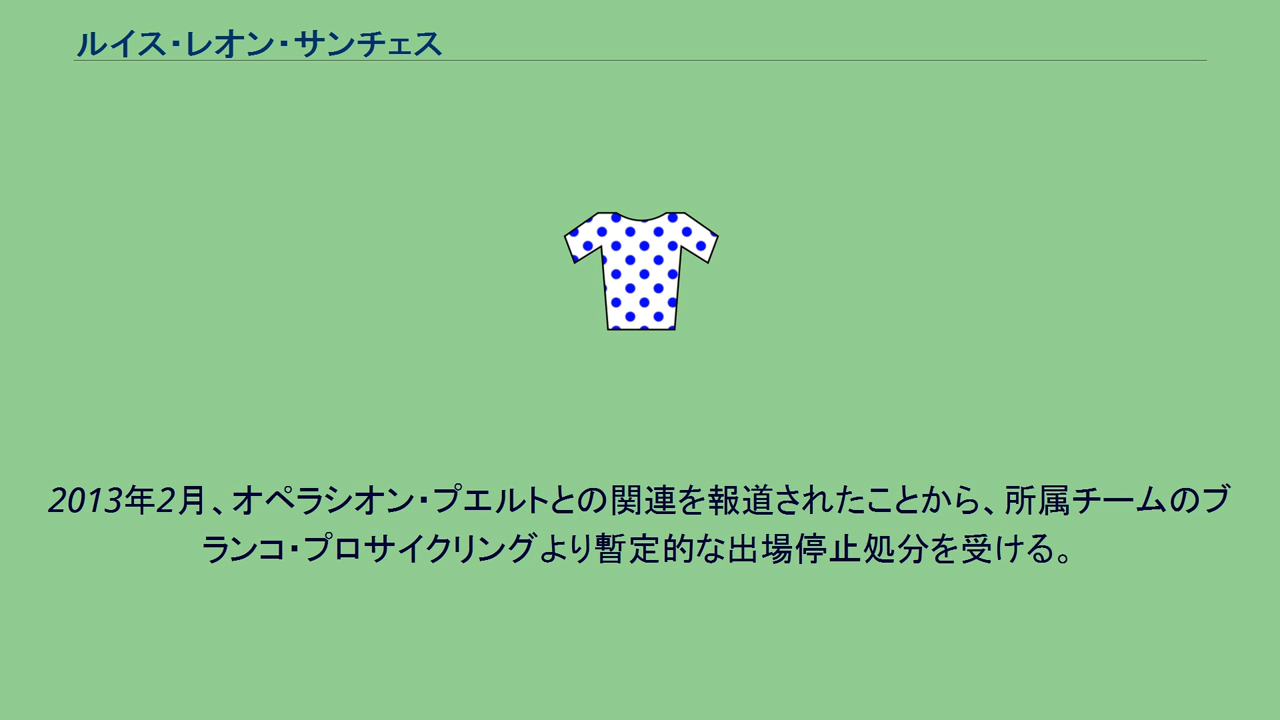 ルイス・レオン・サンチェス
2013年2月、オペラシオン・プエルトとの関連を報道されたことから、所属チームのブ
ランコ・プロサイクリングより暫定的な出場停止処分を受ける。